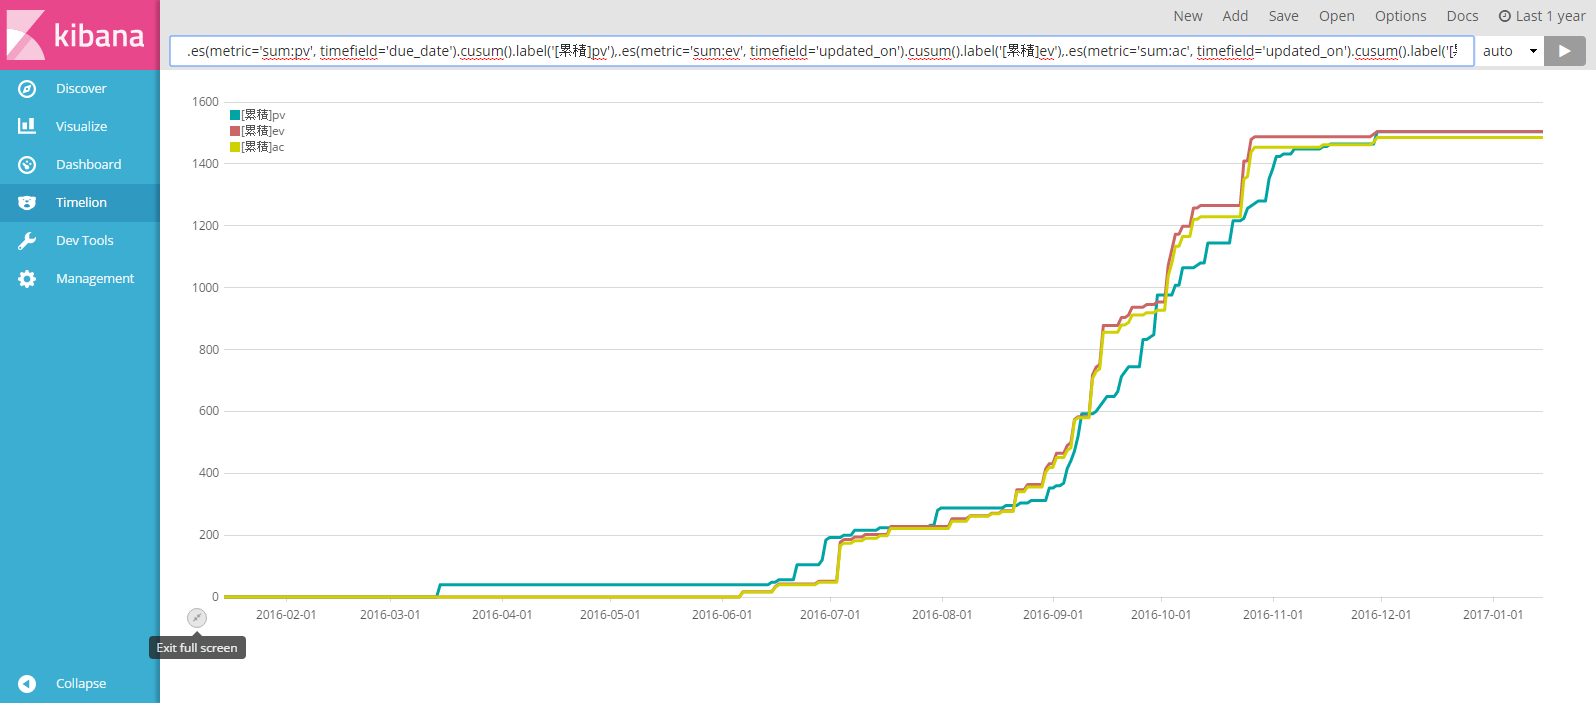 kibana
Discover
Visualize
Dashboard
Timelion
Dev Tools
Management
Collapse
New Add Save Open Options Docs Last 1 year
.es(metric='sum:pv', timefield='due_date').cusum().label('[累積]pv'),.es(metric='sum:ev', timefield='updated_on').cusum().label('[累積]ev'),.es(metric='sum:ac', timefield='updated_on').cusum().label('[
auto
[累積]pv
[累積]ev
[累積]ac
1600
1400
1200
1000
800
600
400
200
0
2016-02-01 2016-03-01 2016-04-01 2016-05-01 2016-06-01 2016-07-01 2016-08-01 2016-09-01 2016-10-01 2016-11-01 2016-12-01 2017-01-01
Exit full screen